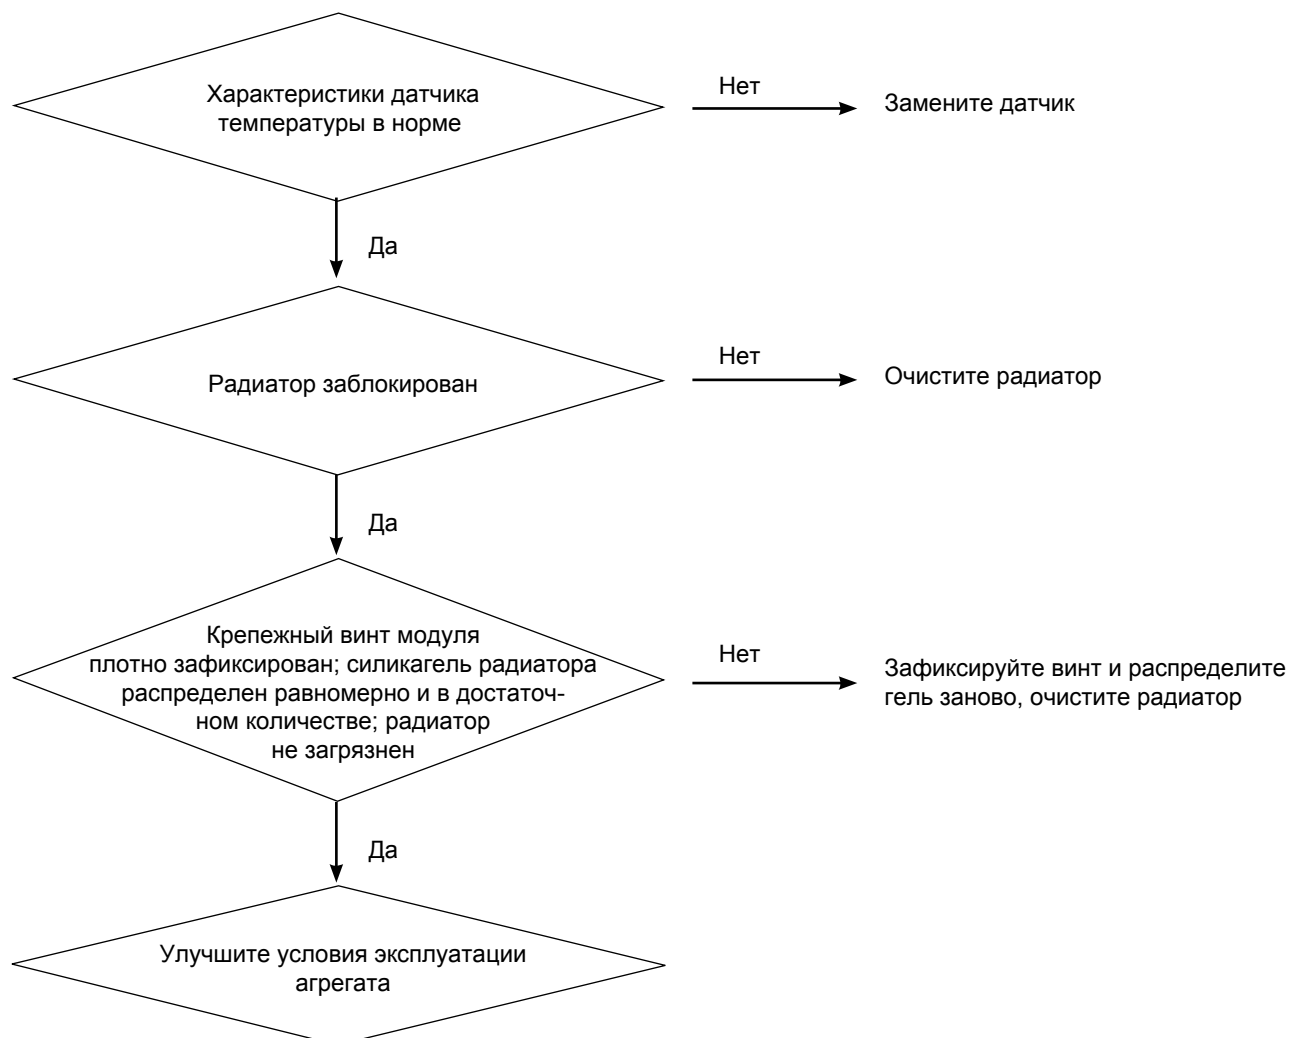 Характеристики датчика
температуры в норме
Нет
Замените датчик
Да
Радиатор заблокирован
Нет
Очистите радиатор
Да
Крепежный винт модуля
плотно зафиксирован; силикагель радиатора
распределен равномерно и в достаточ-
ном количестве; радиатор
не загрязнен
Нет
Зафиксируйте винт и распределите
гель заново, очистите радиатор
Да
Улучшите условия эксплуатации
агрегата